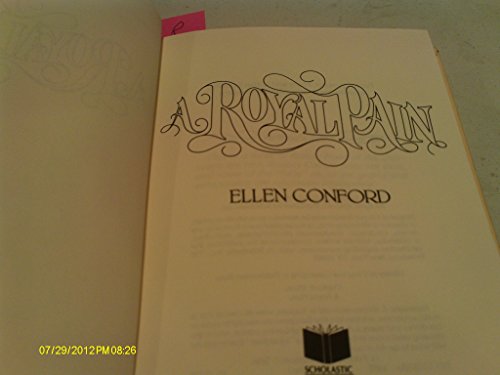 R
A ROYAL PAIN
ELLEN CONFORD
SCHOLASTIC
07/29/2012 PM 08:26